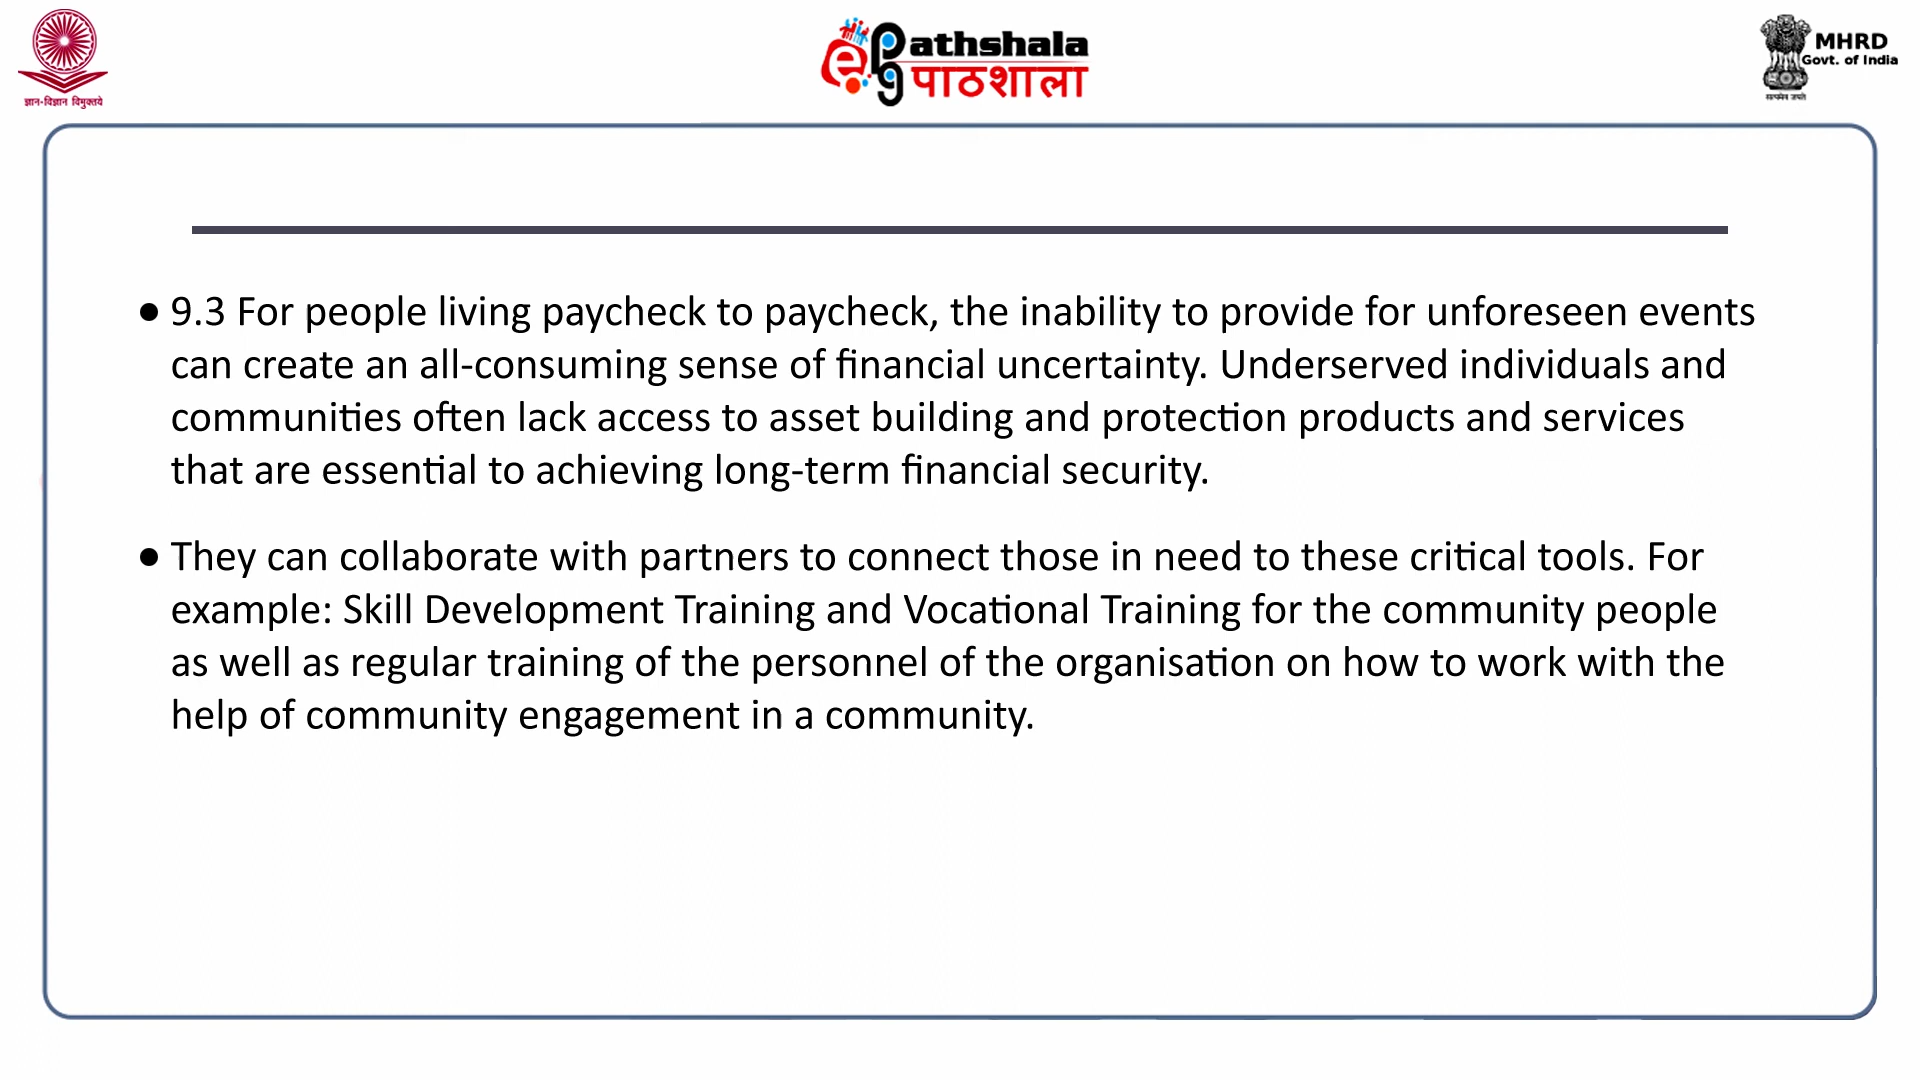 ज्ञान-विज्ञान विमुक्तये
ePG Pathshala
पाठशाला
MHRD
Govt. of India
सत्यमेव जयते
● 9.3 For people living paycheck to paycheck, the inability to provide for unforeseen events
can create an all-consuming sense of financial uncertainty. Underserved individuals and
communities often lack access to asset building and protection products and services
that are essential to achieving long-term financial security.
● They can collaborate with partners to connect those in need to these critical tools. For
example: Skill Development Training and Vocational Training for the community people
as well as regular training of the personnel of the organisation on how to work with the
help of community engagement in a community.